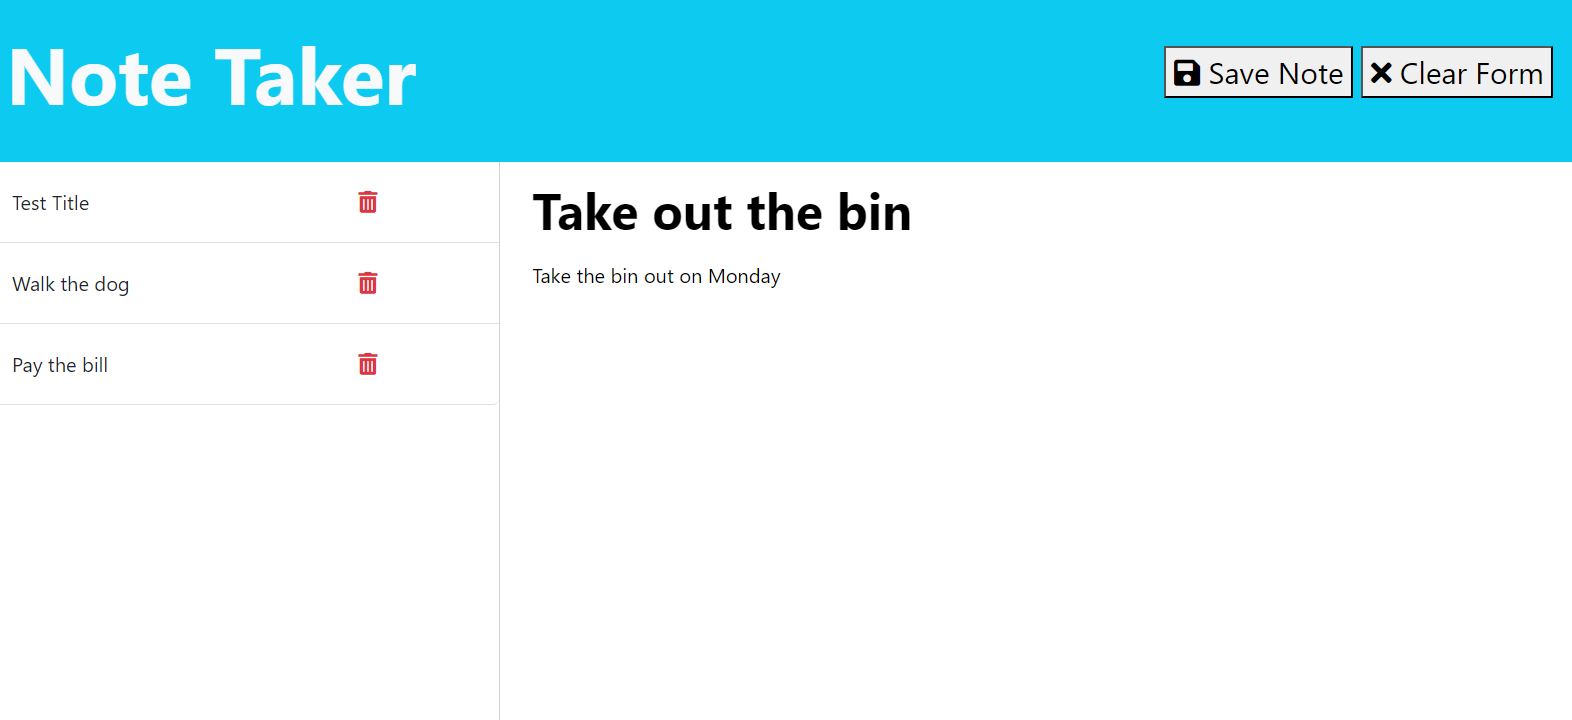 Note Taker
Save Note
Clear Form
Test Title
Walk the dog
Pay the bill
Take out the bin
Take the bin out on Monday